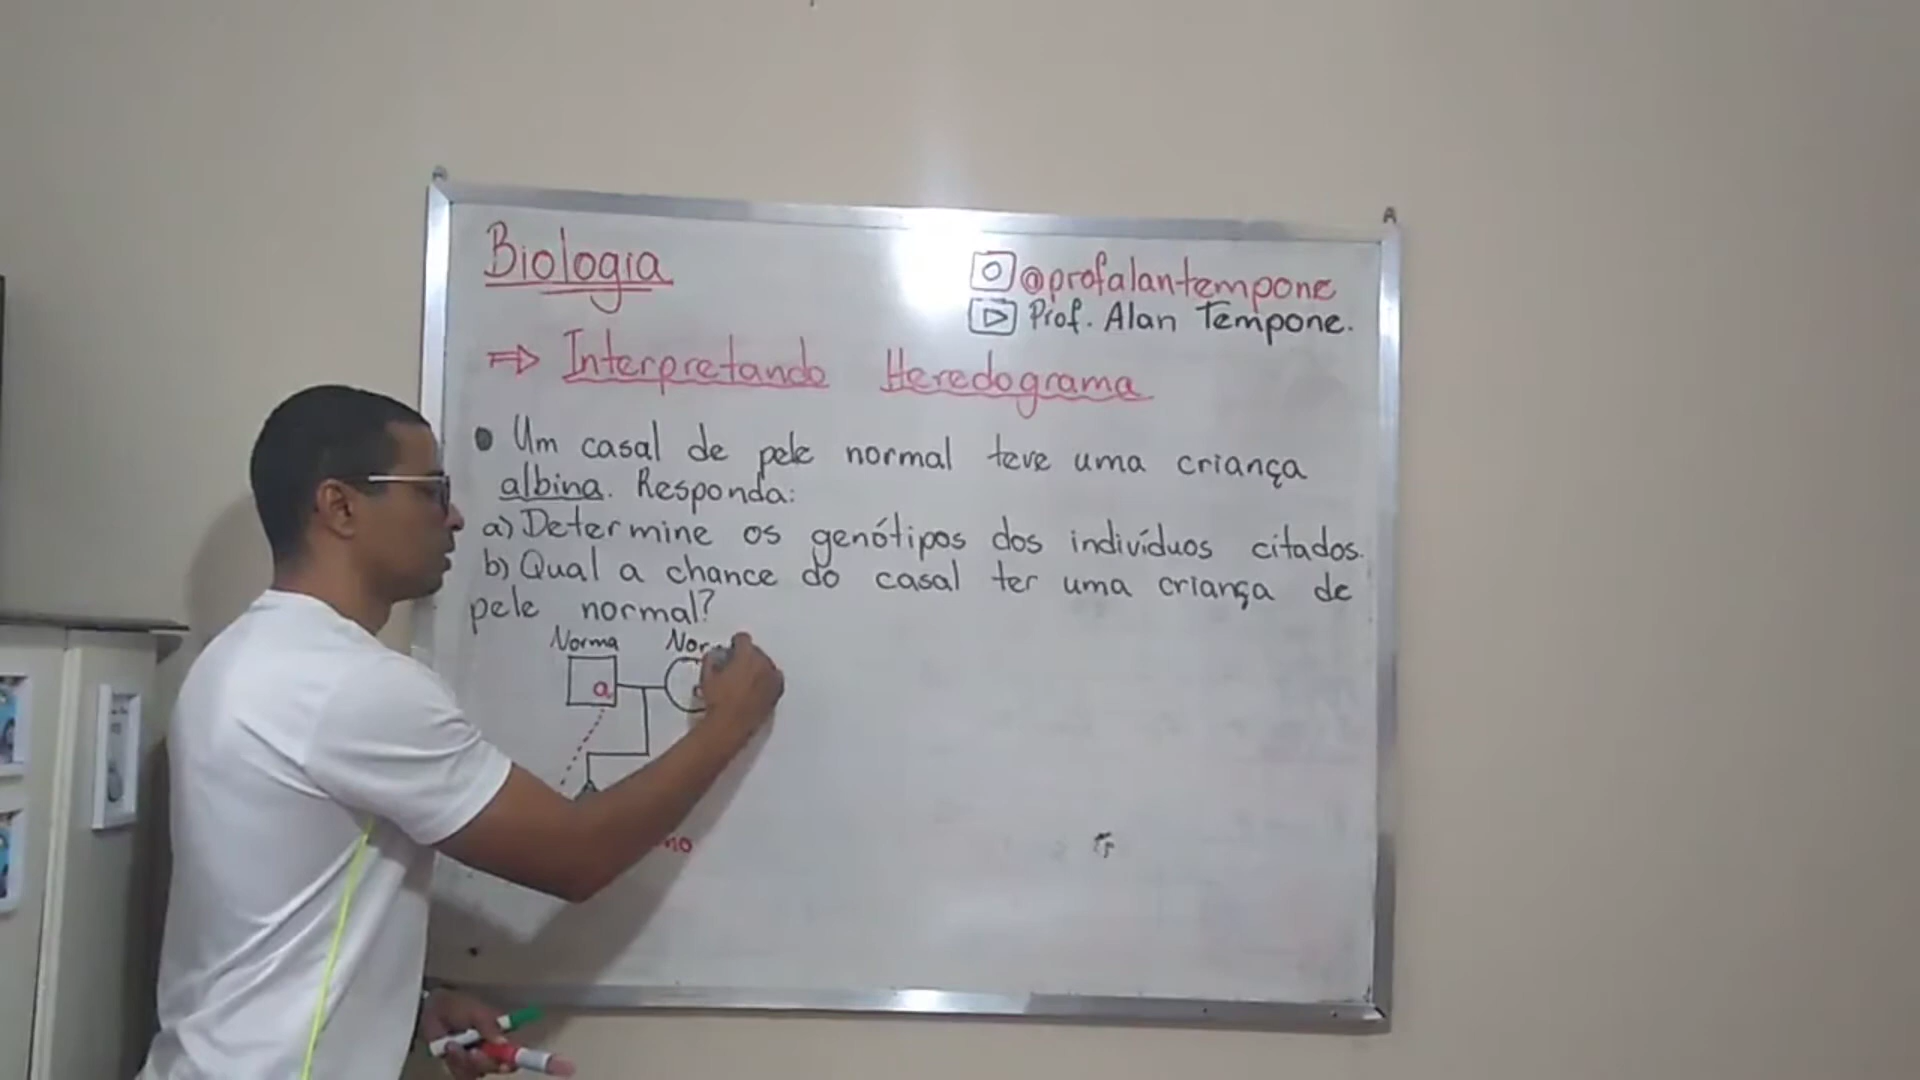 Biologia
@profalantempone
Prof. Alan Tempone.
⇒ Interpretando Heredograma
• Um casal de pele normal teve uma criança
albina. Responda:
a) Determine os genótipos dos indivíduos citados.
b) Qual a chance do casal ter uma criança de
pele normal?
Norma Nor
a